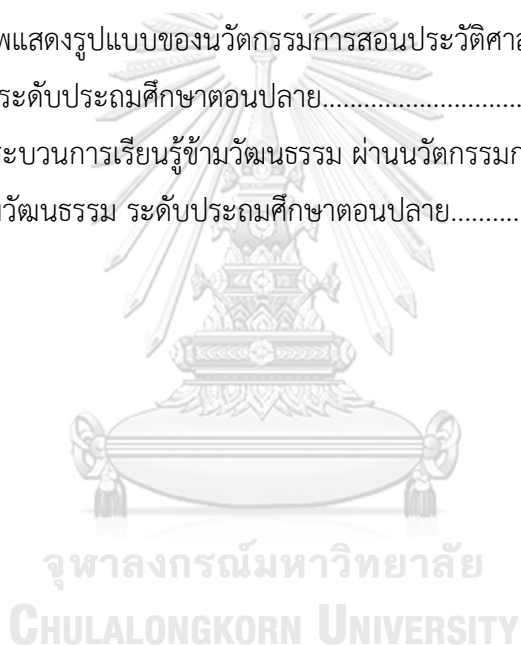 พแสดงรูปแบบของนวัตกรรมการสอนประวัติศาส
ระดับประถมศึกษาตอนปลาย............................
ะบวนการเรียนรู้ข้ามวัฒนธรรม ผ่านนวัตกรรมก
มวัฒนธรรม ระดับประถมศึกษาตอนปลาย..........
จุฬาลงกรณ์มหาวิทยาลัย
CHULALONGKORN UNIVERSITY